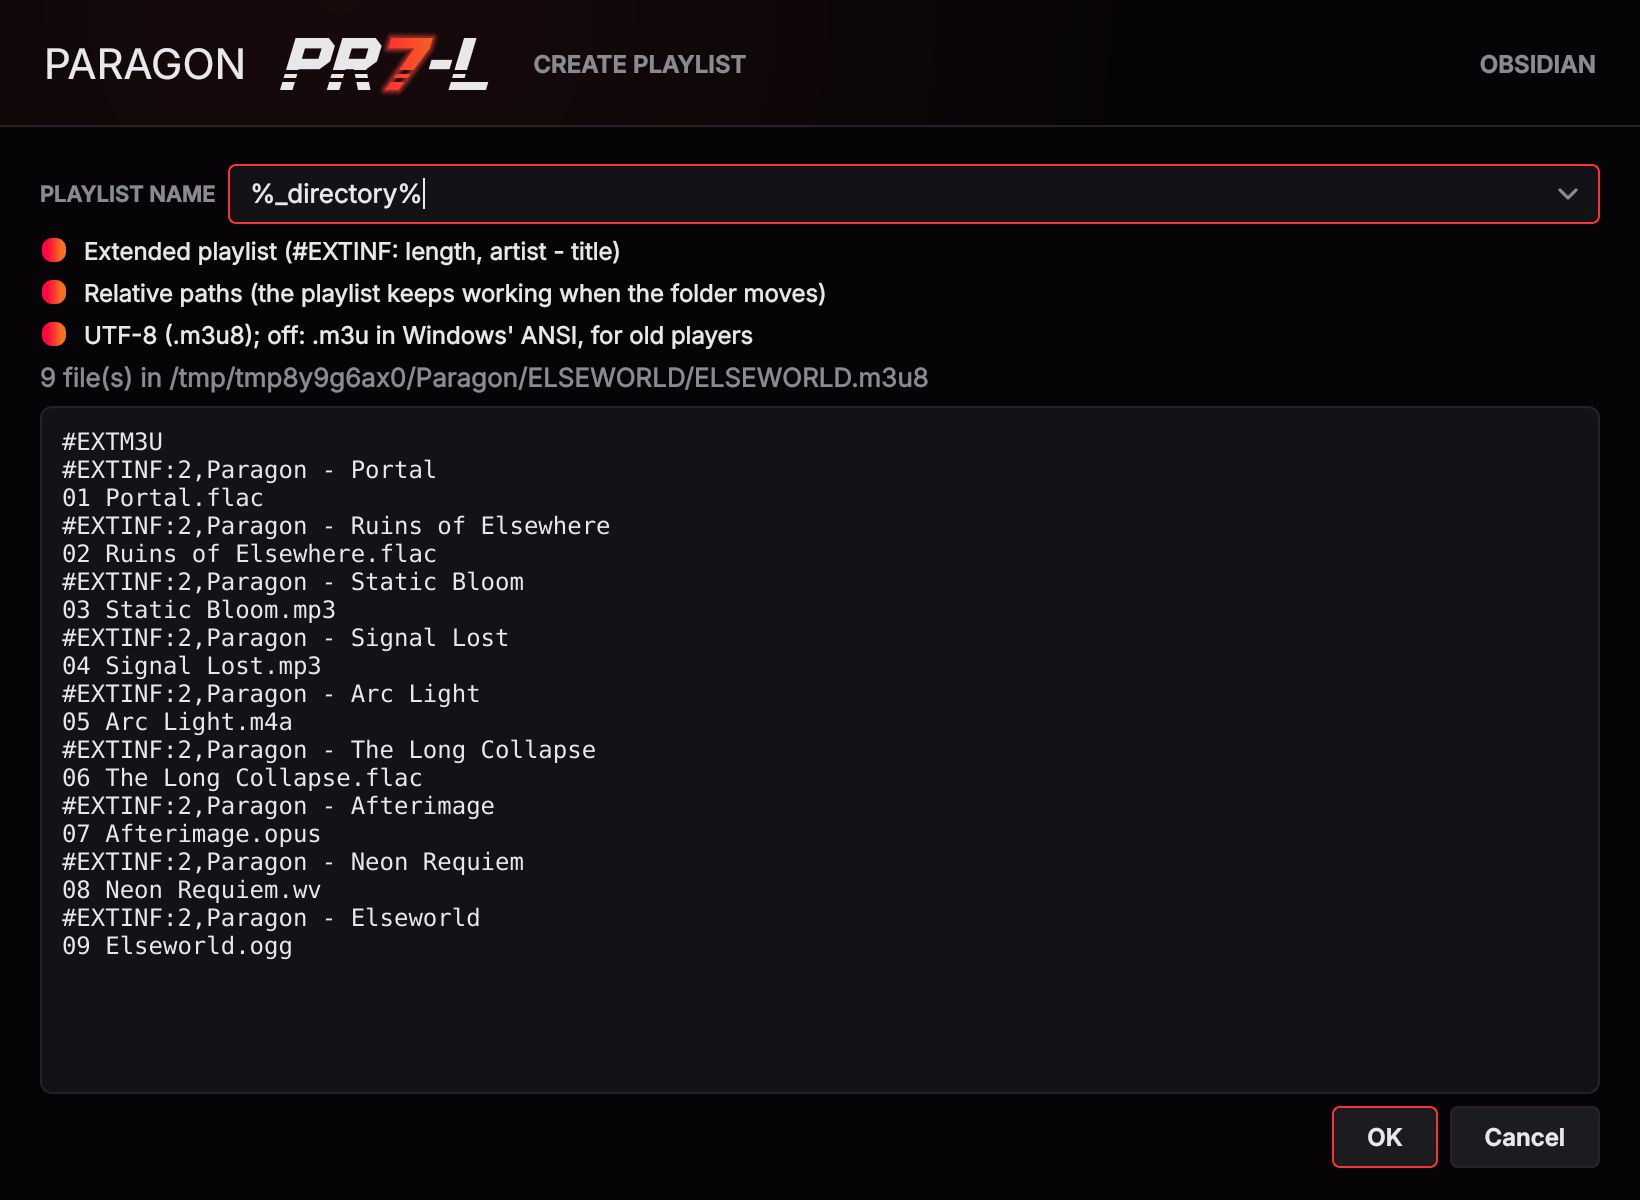 PARAGON PR7-L CREATE PLAYLIST OBSIDIAN
PLAYLIST NAME %_directory%
Extended playlist (#EXTINF: length, artist - title)
Relative paths (the playlist keeps working when the folder moves)
UTF-8 (.m3u8); off: .m3u in Windows' ANSI, for old players
9 file(s) in /tmp/tmp8y9g6ax0/Paragon/ELSEWORLD/ELSEWORLD.m3u8
#EXTM3U
#EXTINF:2,Paragon - Portal
01 Portal.flac
#EXTINF:2,Paragon - Ruins of Elsewhere
02 Ruins of Elsewhere.flac
#EXTINF:2,Paragon - Static Bloom
03 Static Bloom.mp3
#EXTINF:2,Paragon - Signal Lost
04 Signal Lost.mp3
#EXTINF:2,Paragon - Arc Light
05 Arc Light.m4a
#EXTINF:2,Paragon - The Long Collapse
06 The Long Collapse.flac
#EXTINF:2,Paragon - Afterimage
07 Afterimage.opus
#EXTINF:2,Paragon - Neon Requiem
08 Neon Requiem.wv
#EXTINF:2,Paragon - Elseworld
09 Elseworld.ogg
OK Cancel